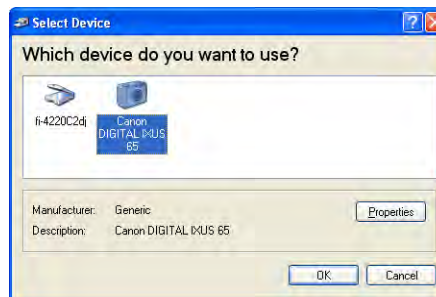 Select Device
Which device do you want to use?
fi-4220C2dj
Canon
DIGITAL IXUS
65
Manufacturer: Generic
Properties
Description: Canon DIGITAL IXUS 65
OK Cancel